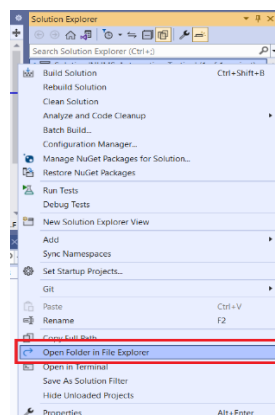 Solution Explorer
Search Solution Explorer (Ctrl+;)
Build Solution Ctrl+Shift+B
Rebuild Solution
Clean Solution
Analyze and Code Cleanup
Batch Build...
Configuration Manager...
Manage NuGet Packages for Solution...
Restore NuGet Packages
Run Tests
Debug Tests
New Solution Explorer View
Add
Sync Namespaces
Set Startup Projects...
Git
Paste Ctrl+V
Rename F2
Copy Full Path
Open Folder in File Explorer
Open in Terminal
Save As Solution Filter
Hide Unloaded Projects
Properties Alt+Enter